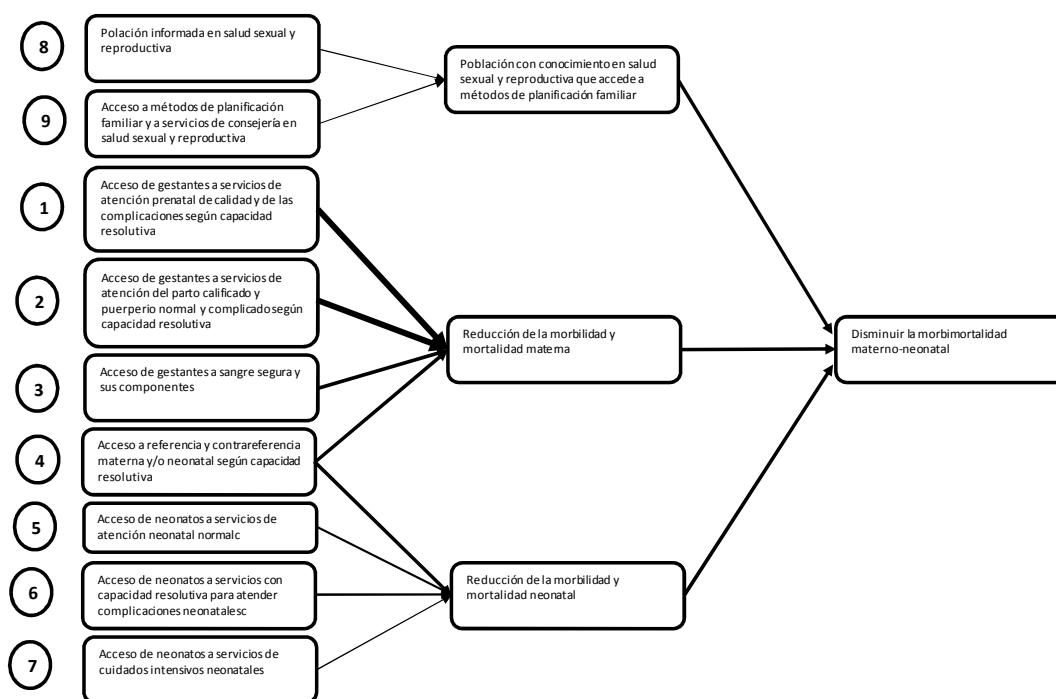 8
Polación informada en salud sexual y
reproductiva
9
Acceso a métodos de planificación
familiar y a servicios de consejería en
salud sexual y reproductiva
1
Acceso de gestantes a servicios de
atención prenatal de calidad y de las
complicaciones según capacidad
resolutiva
2
Acceso de gestantes a servicios de
atención del parto calificado y
puerperio normal y complicado según
capacidad resolutiva
3
Acceso de gestantes a sangre segura y
sus componentes
4
Acceso a referencia y contrareferencia
materna y/o neonatal según capacidad
resolutiva
5
Acceso de neonatos a servicios de
atención neonatal normalc
6
Acceso de neonatos a servicios con
capacidad resolutiva para atender
complicaciones neonatalesc
7
Acceso de neonatos a servicios de
cuidados intensivos neonatales
Población con conocimiento en salud
sexual y reproductiva que accede a
métodos de planificación familiar
Reducción de la morbilidad y
mortalidad materna
Reducción de la morbilidad y
mortalidad neonatal
Disminuir la morbimortalidad
materno-neonatal